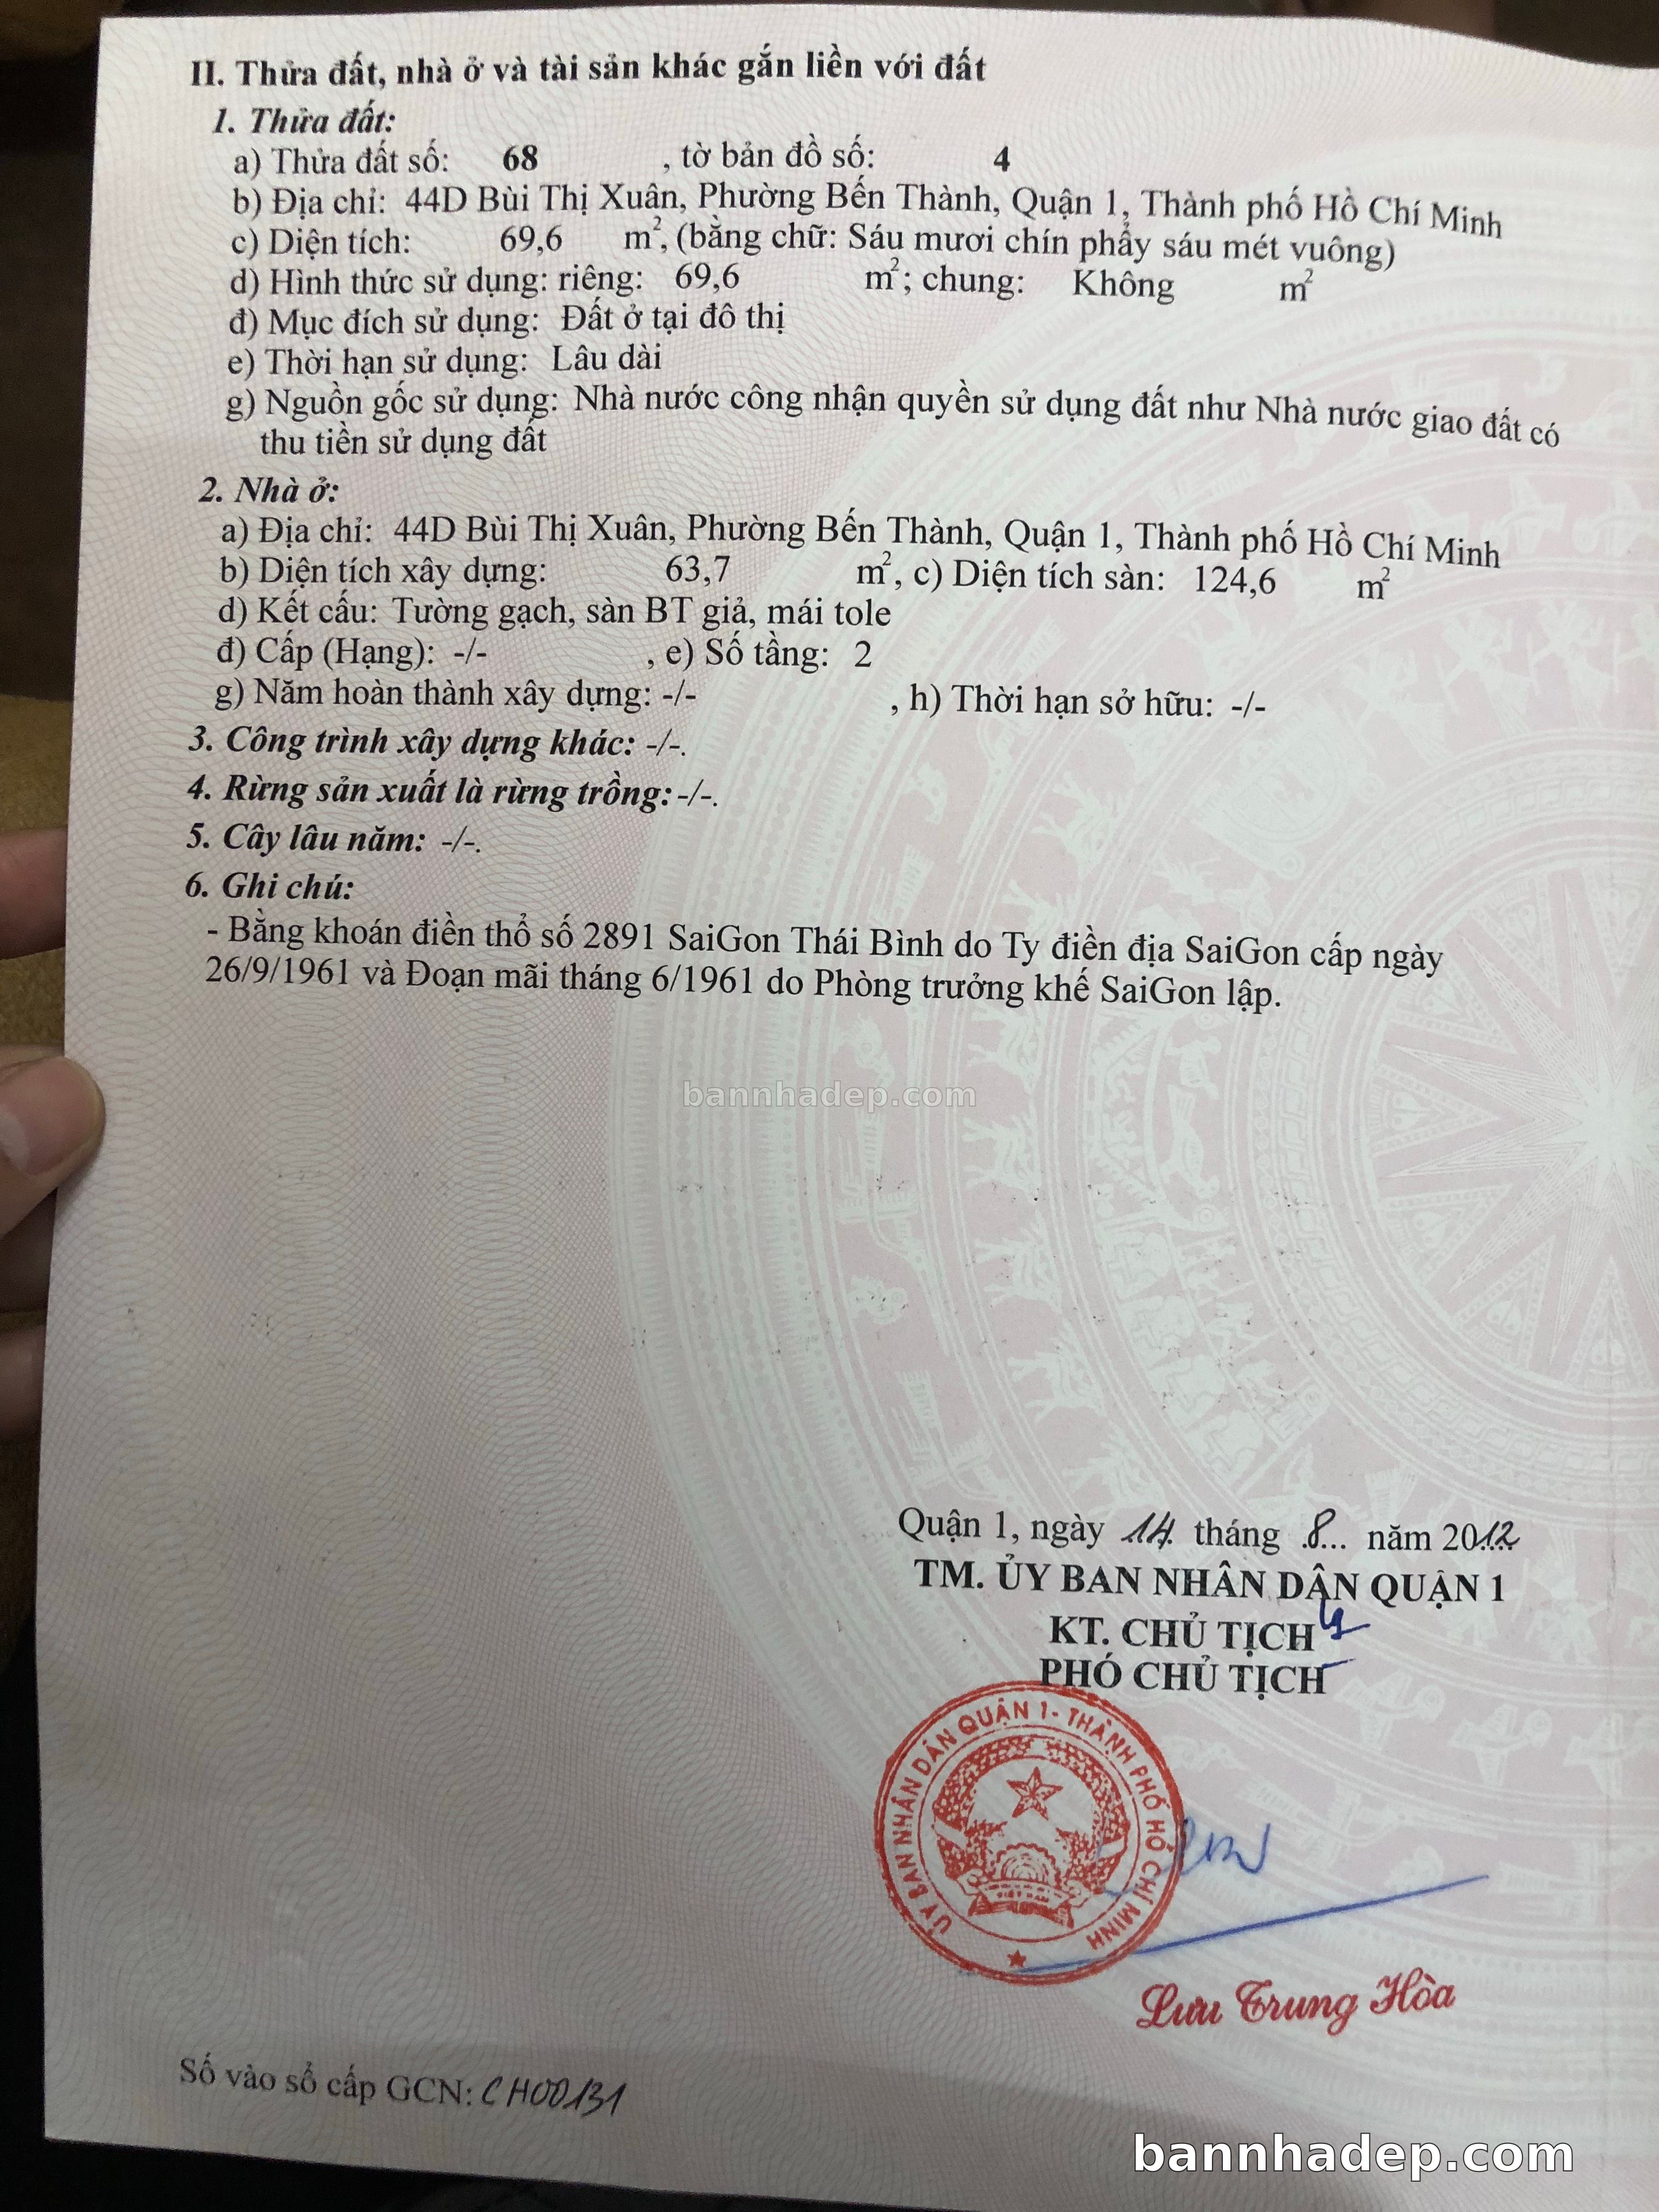 II. Thửa đất, nhà ở và tài sản khác gắn liền với đất
1. Thửa đất:
a) Thửa đất số: 68 , tờ bản đồ số: 4
b) Địa chỉ: 44D Bùi Thị Xuân, Phường Bến Thành, Quận 1, Thành phố Hồ Chí Minh
c) Diện tích: 69,6 m², (bằng chữ: Sáu mươi chín phẩy sáu mét vuông)
d) Hình thức sử dụng: riêng: 69,6 m²; chung: Không m²
đ) Mục đích sử dụng: Đất ở tại đô thị
e) Thời hạn sử dụng: Lâu dài
g) Nguồn gốc sử dụng: Nhà nước công nhận quyền sử dụng đất như Nhà nước giao đất có
thu tiền sử dụng đất
2. Nhà ở:
a) Địa chỉ: 44D Bùi Thị Xuân, Phường Bến Thành, Quận 1, Thành phố Hồ Chí Minh
b) Diện tích xây dựng: 63,7 m², c) Diện tích sàn: 124,6 m²
d) Kết cấu: Tường gạch, sàn BT giả, mái tole
đ) Cấp (Hạng): -/- , e) Số tầng: 2
g) Năm hoàn thành xây dựng: -/- , h) Thời hạn sở hữu: -/-
3. Công trình xây dựng khác: -/-.
4. Rừng sản xuất là rừng trồng: -/-.
5. Cây lâu năm: -/-.
6. Ghi chú:
- Bằng khoán điền thổ số 2891 SaiGon Thái Bình do Ty điền địa SaiGon cấp ngày
26/9/1961 và Đoạn mãi tháng 6/1961 do Phòng trưởng khế SaiGon lập.
bannhadep.com
Quận 1, ngày 14 tháng 8... năm 2012
TM. ỦY BAN NHÂN DÂN QUẬN 1
KT. CHỦ TỊCH
PHÓ CHỦ TỊCH
ỦY BAN NHÂN DÂN QUẬN 1 - THÀNH PHỐ HỒ CHÍ MINH
VIỆT NAM
Lưu Trung Hòa
Số vào sổ cấp GCN: CH00131
bannhadep.com